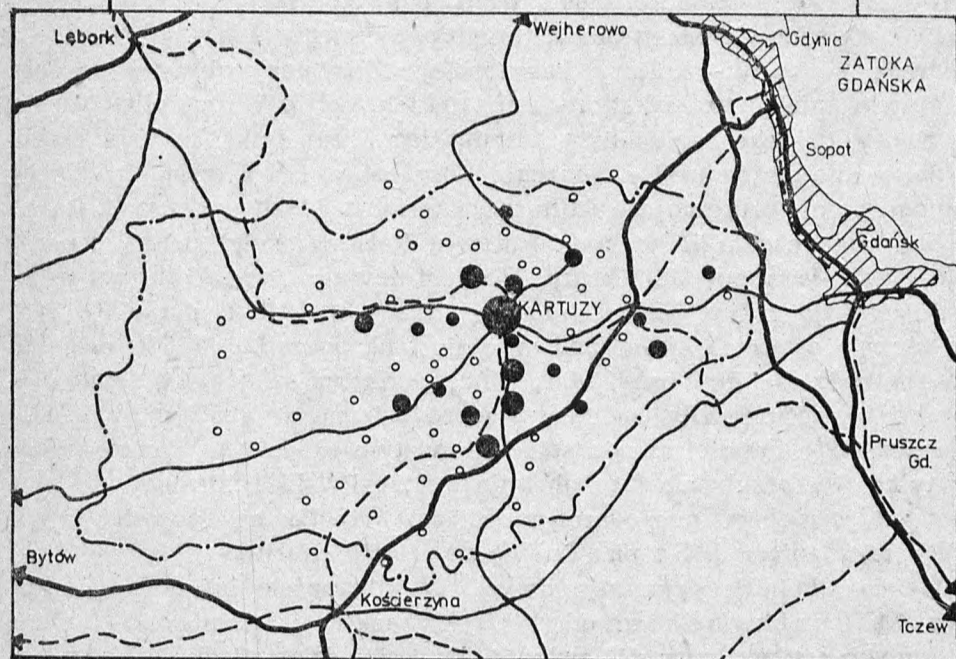 Lębork
Wejherowo
Gdynia
ZATOKA
GDAŃSKA
Sopot
Gdańsk
KARTUZY
Pruszcz
Gd.
Bytów
Kościerzyna
Tczew